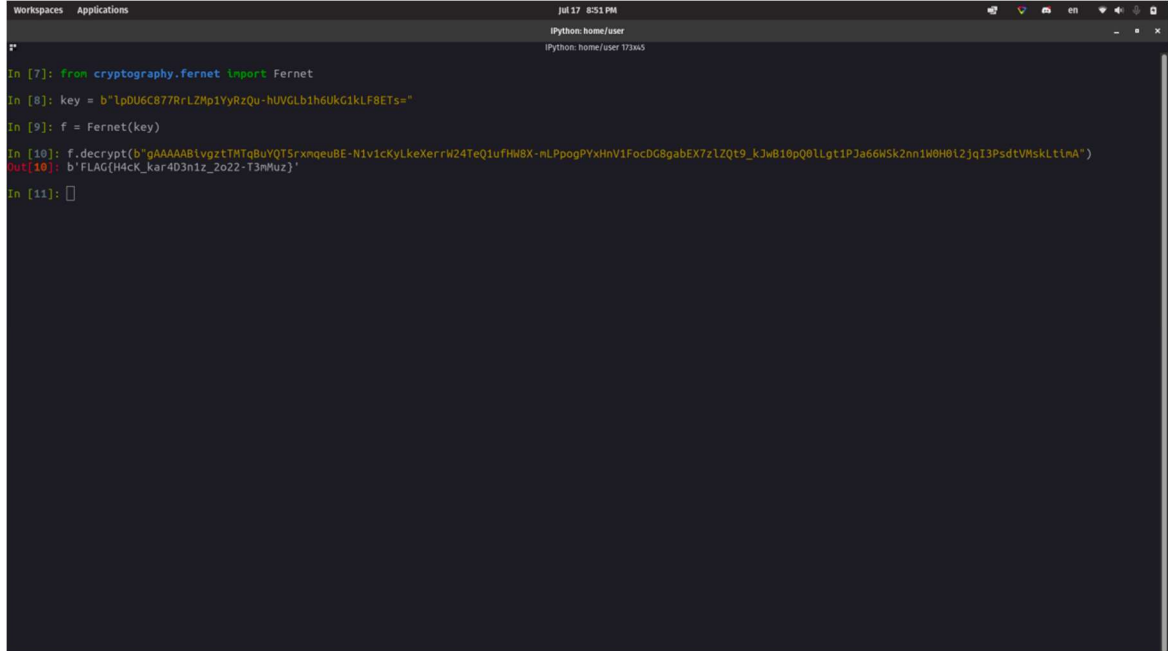 Workspaces Applications Jul 17 8:51 PM en
IPython: home/user
IPython: home/user 173x45
In [7]: from cryptography.fernet import Fernet
In [8]: key = b"lpDU6C877RrLZMp1YyRzQu-hUVGLb1h6UkG1kLF8ETs="
In [9]: f = Fernet(key)
In [10]: f.decrypt(b"gAAAAABivgztTMTqBuYQTSrxmqeuBE-N1v1cKyLkeXerrW24TeQ1ufHW8X-mLPpogPYxHnV1FocDG8gabEX7zlZQt9_kJwB10pQ0lLgt1PJa66WSk2nn1W0H0i2jqI3PsdtVMskLtimA")
Out[10]: b'FLAG{H4cK_kar4D3n1z_2o22-T3mMuz}'
In [11]: